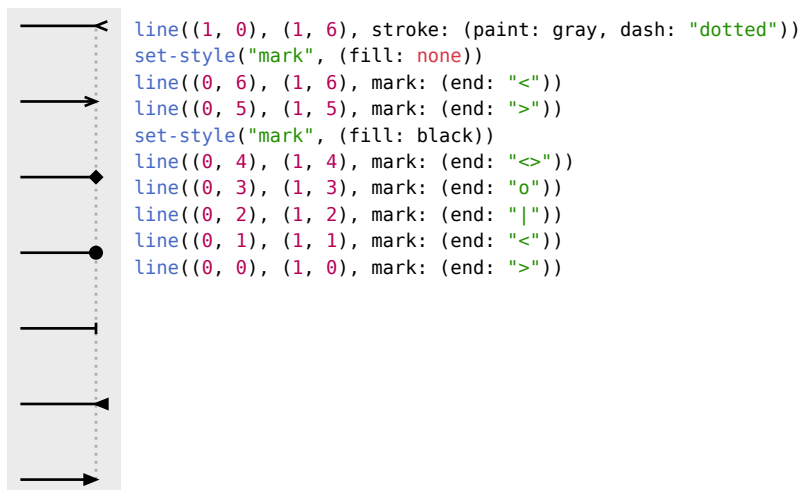 line((1, 0), (1, 6), stroke: (paint: gray, dash: "dotted"))
set-style("mark", (fill: none))
line((0, 6), (1, 6), mark: (end: "<"))
line((0, 5), (1, 5), mark: (end: ">"))
set-style("mark", (fill: black))
line((0, 4), (1, 4), mark: (end: "<>"))
line((0, 3), (1, 3), mark: (end: "o"))
line((0, 2), (1, 2), mark: (end: "|"))
line((0, 1), (1, 1), mark: (end: "<"))
line((0, 0), (1, 0), mark: (end: ">"))